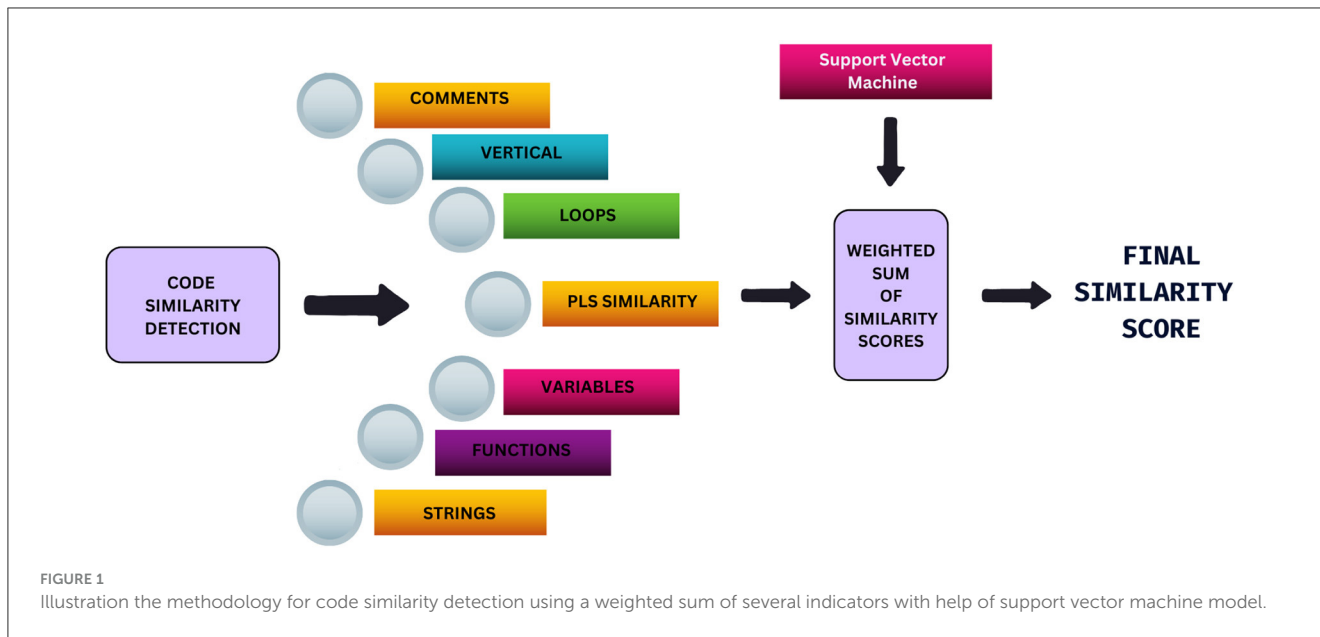 Support Vector
Machine
COMMENTS
VERTICAL
LOOPS
CODE
SIMILARITY
DETECTION
PLS SIMILARITY
VARIABLES
FUNCTIONS
STRINGS
WEIGHTED
SUM
OF
SIMILARITY
SCORES
FINAL
SIMILARITY
SCORE
FIGURE 1
Illustration the methodology for code similarity detection using a weighted sum of several indicators with help of support vector machine model.